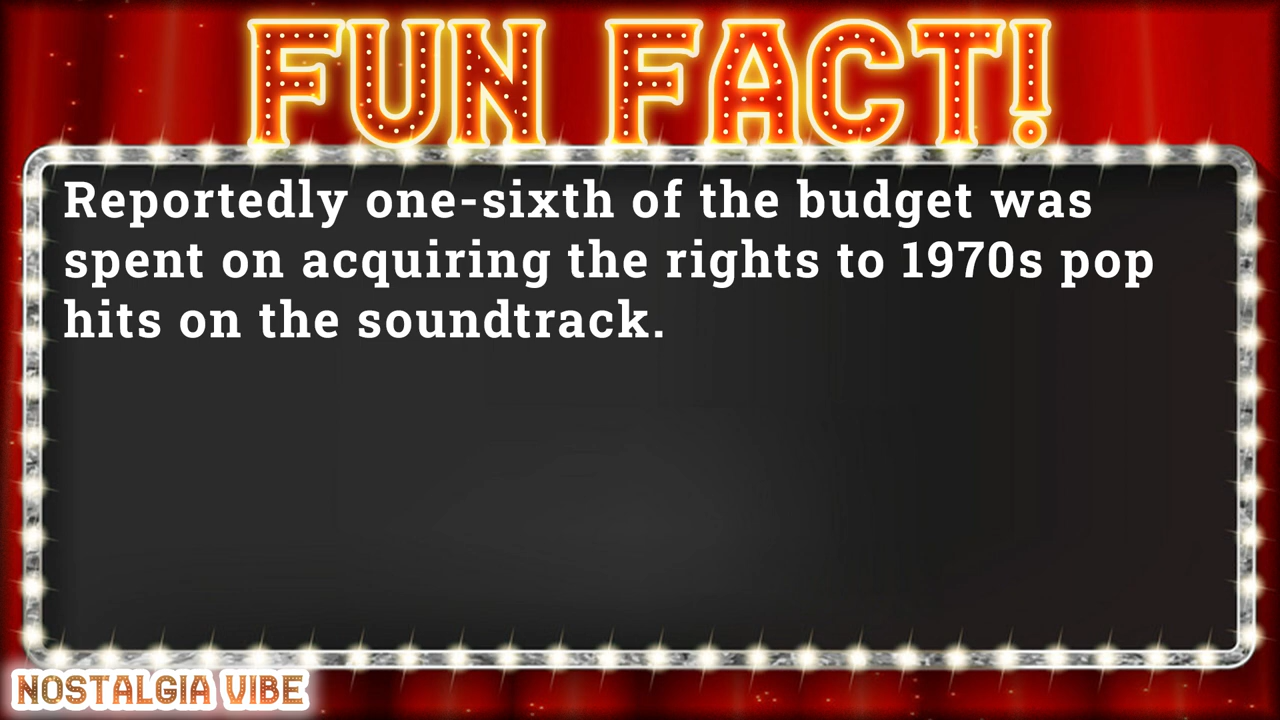 FUN FACT!
Reportedly one-sixth of the budget was
spent on acquiring the rights to 1970s pop
hits on the soundtrack.
NOSTALGIA VIBE